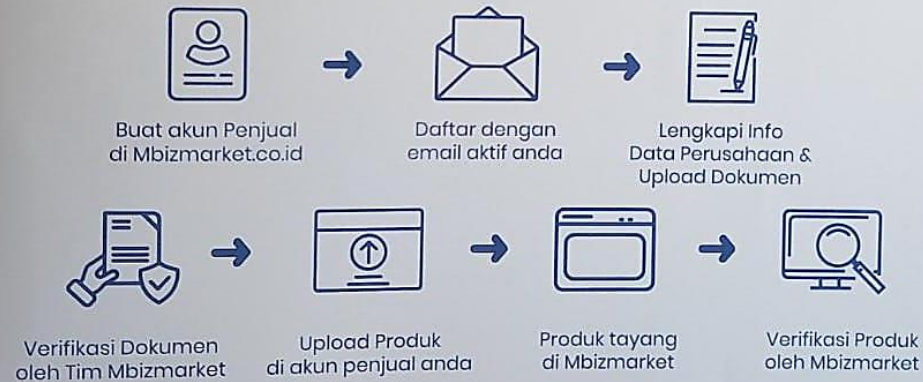 Buat akun Penjual
di Mbizmarket.co.id
Daftar dengan
email aktif anda
Lengkapi Info
Data Perusahaan &
Upload Dokumen
Verifikasi Dokumen
oleh Tim Mbizmarket
Upload Produk
di akun penjual anda
Produk tayang
di Mbizmarket
Verifikasi Produk
oleh Mbizmarket